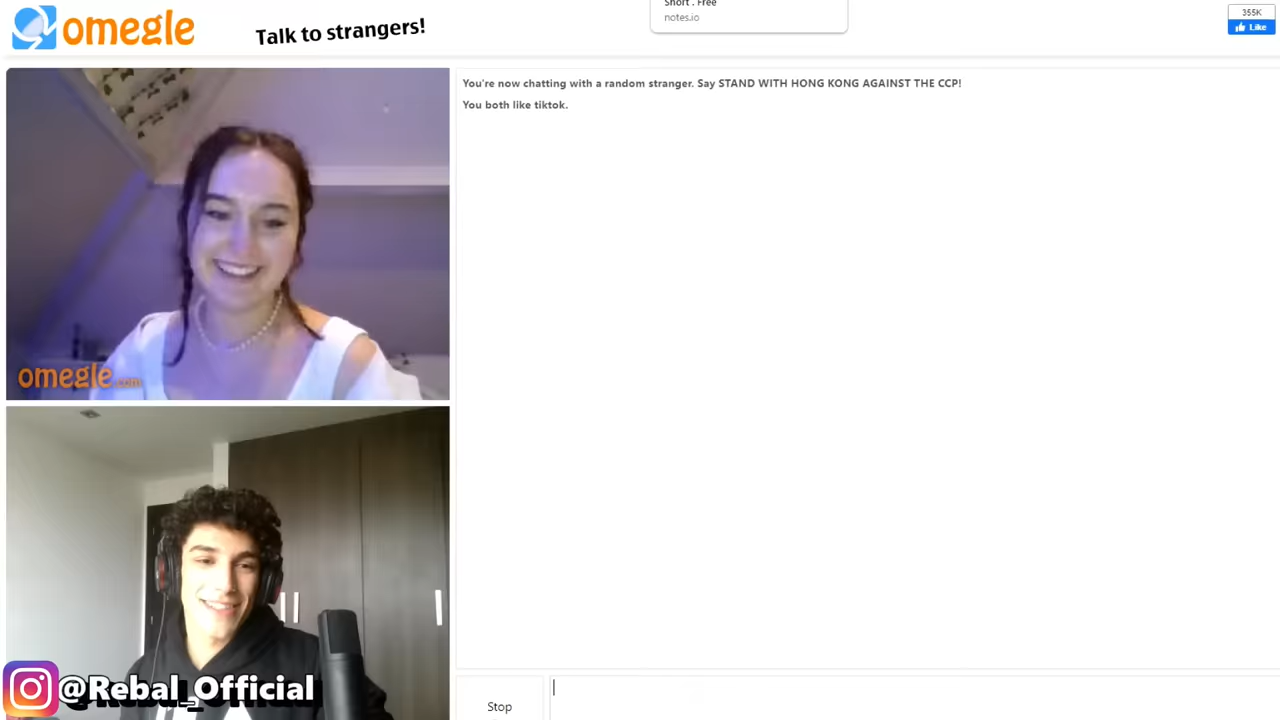 omegle
Talk to strangers!
Short . Free
notes.io
355K
Like
You're now chatting with a random stranger. Say STAND WITH HONG KONG AGAINST THE CCP!
You both like tiktok.
omegle.com
@Rebal_Official
Stop